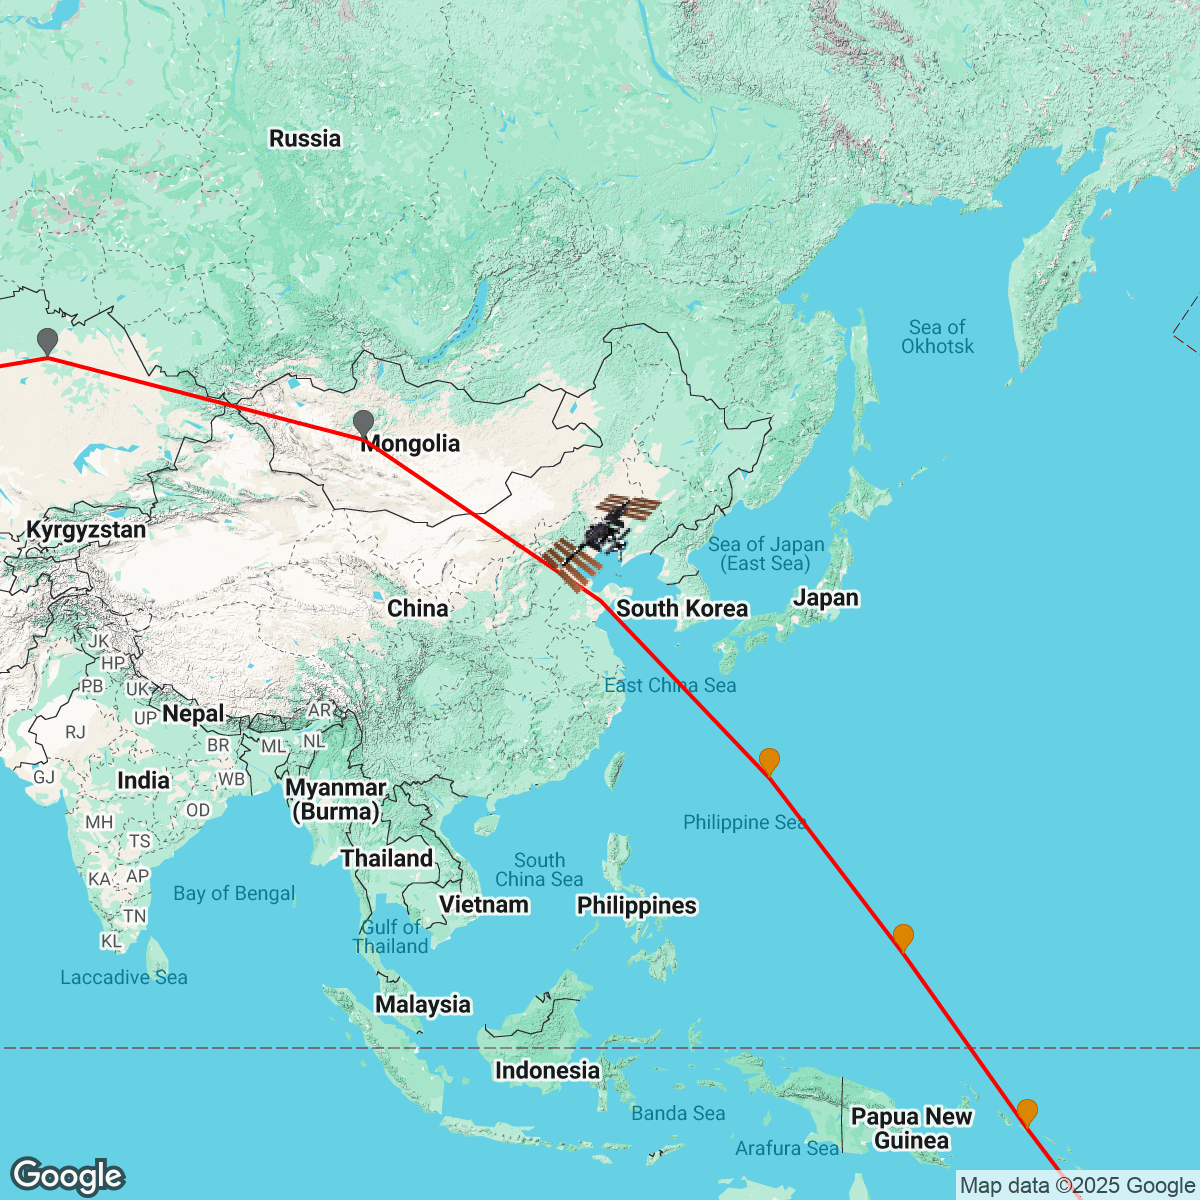 Russia
Sea of
Okhotsk
Mongolia
Kyrgyzstan
Sea of Japan
(East Sea)
Japan
China
South Korea
JK
HP
PB
UK
East China Sea
Nepal
AR
UP
RJ
BR
ML
NL
GJ
India
WB
Myanmar
(Burma)
OD
MH
Philippine Sea
TS
Thailand
South
China Sea
KA
AP
Bay of Bengal
Vietnam
Philippines
TN
Gulf of
Thailand
KL
Laccadive Sea
Malaysia
Indonesia
Banda Sea
Papua New
Guinea
Arafura Sea
Google
Map data ©2025 Google